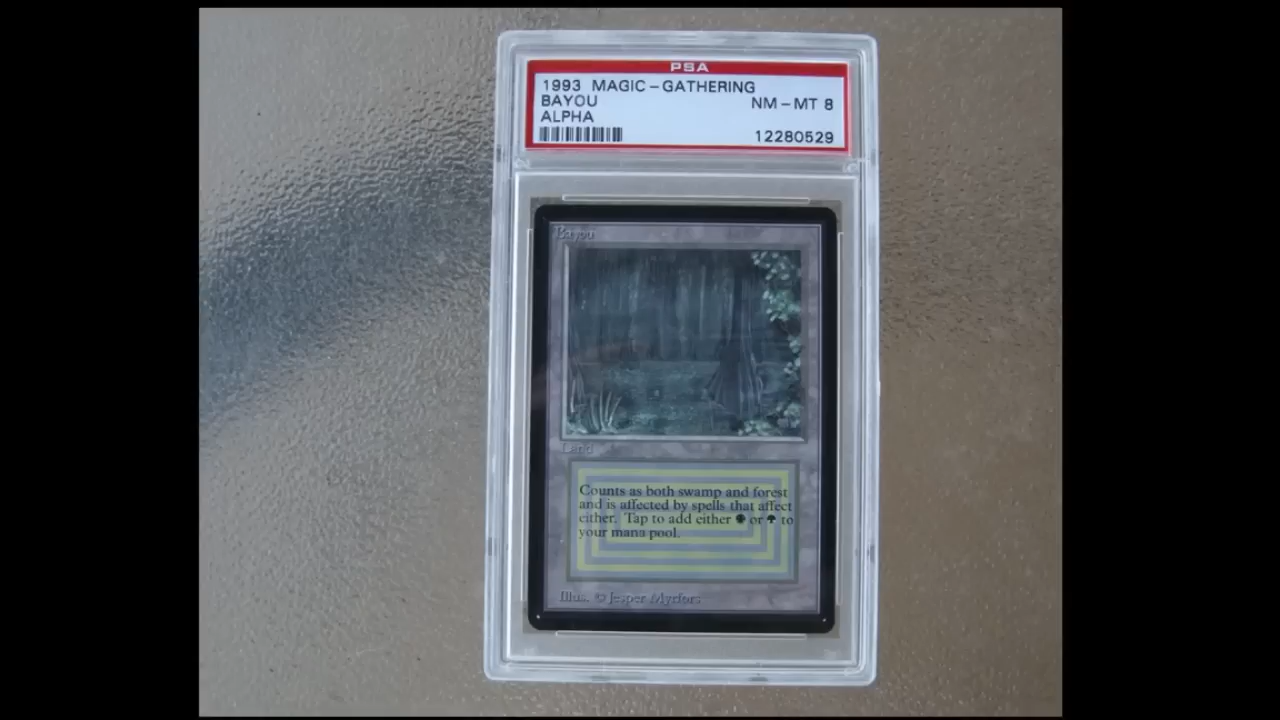 PSA
1993 MAGIC-GATHERING
BAYOU NM-MT 8
ALPHA
12280529
Bayou
Land
Counts as both swamp and forest
and is affected by spells that affect
either. Tap to add either or to
your mana pool.
Illus. © Jesper Myrfors